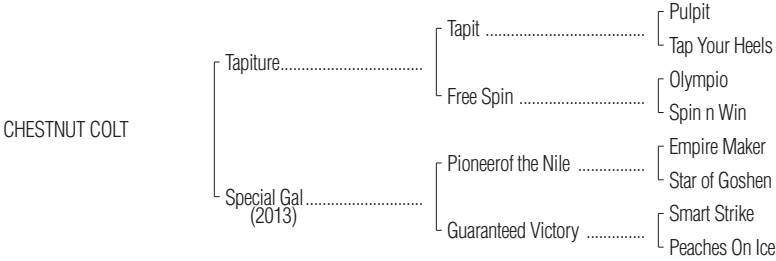 Pulpit
Tapit ........................................
Tap Your Heels
Tapiture....................................
Olympio
Free Spin ................................
Spin n Win
CHESTNUT COLT
Empire Maker
Pioneerof the Nile .................
Star of Goshen
Special Gal..............................
(2013)
Smart Strike
Guaranteed Victory ...............
Peaches On Ice